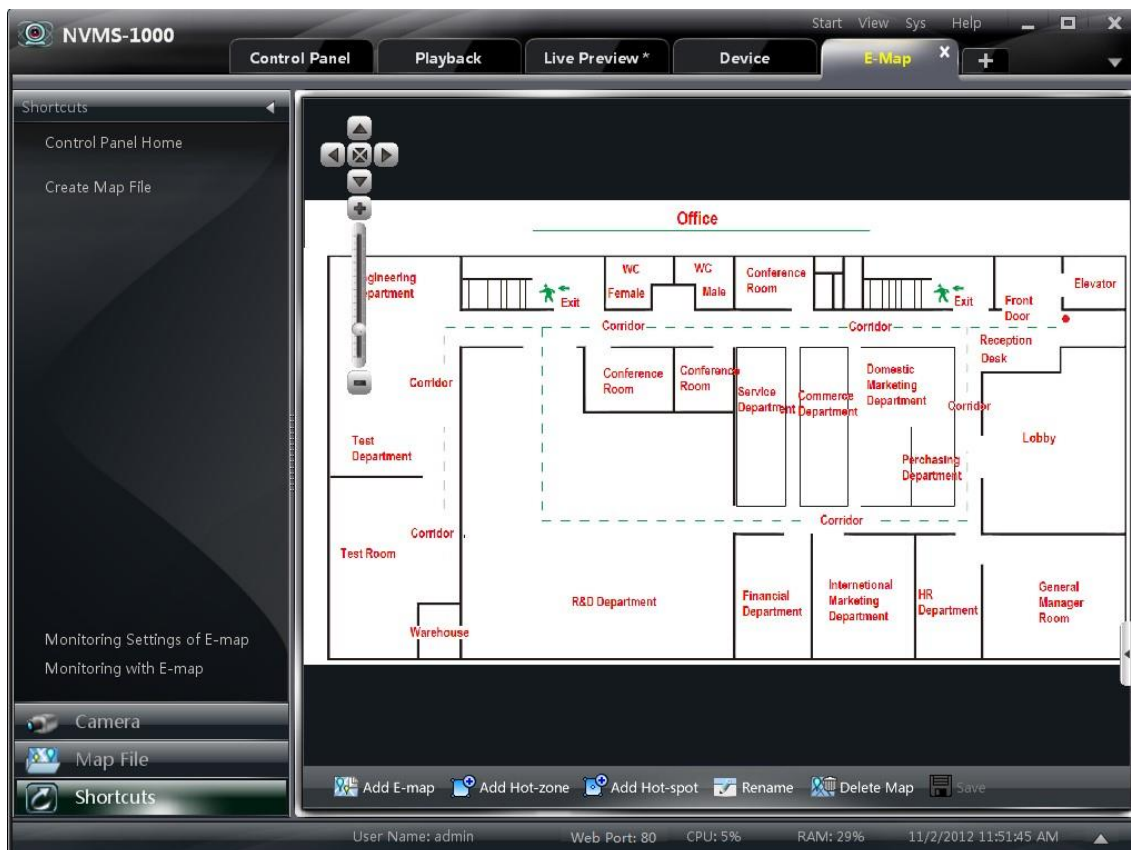 NVMS-1000
Start View Sys Help
Control Panel
Playback
Live Preview *
Device
E-Map
Shortcuts
Control Panel Home
Create Map File
Monitoring Settings of E-map
Monitoring with E-map
Camera
Map File
Shortcuts
Office
gineering
partment
Exit
WC
Female
WC
Male
Conference
Room
Exit
Front
Door
Elevator
Corridor
Corridor
Reception
Desk
Corridor
Conference
Room
Conference
Room
Service
Department
Commerce
Department
Domestic
Marketing
Department
Corridor
Lobby
Test
Department
Perchasing
Department
Corridor
Corridor
Test Room
R&D Department
Warehouse
Financial
Department
International
Marketing
Department
HR
Department
General
Manager
Room
Add E-map
Add Hot-zone
Add Hot-spot
Rename
Delete Map
Save
User Name: admin
Web Port: 80
CPU: 5%
RAM: 29%
11/2/2012 11:51:45 AM